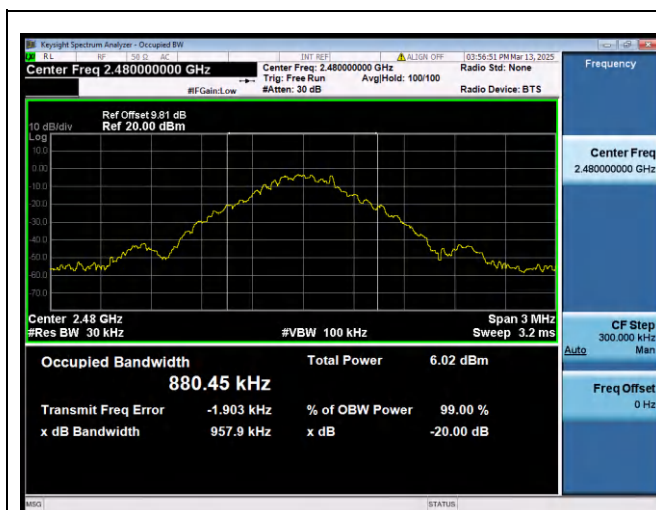 Keysight Spectrum Analyzer - Occupied BW
RL RF 50 Ω AC INT REF ALIGN OFF 03:56:51 PM Mar 13, 2025
Center Freq 2.480000000 GHz
Center Freq: 2.480000000 GHz
Radio Std: None
Trig: Free Run Avg|Hold: 100/100
#IFGain:Low
#Atten: 30 dB
Radio Device: BTS
Ref Offset 9.81 dB
10 dB/div Ref 20.00 dBm
Log
10.0
0.00
-10.0
-20.0
-30.0
-40.0
-50.0
-60.0
-70.0
Center 2.48 GHz
Span 3 MHz
#Res BW 30 kHz
#VBW 100 kHz
Sweep 3.2 ms
Occupied Bandwidth
880.45 kHz
Total Power 6.02 dBm
Transmit Freq Error -1.903 kHz
% of OBW Power 99.00 %
x dB Bandwidth 957.9 kHz
x dB -20.00 dB
Frequency
Center Freq
2.480000000 GHz
CF Step
300.000 kHz
Auto Man
Freq Offset
0 Hz
MSG
STATUS